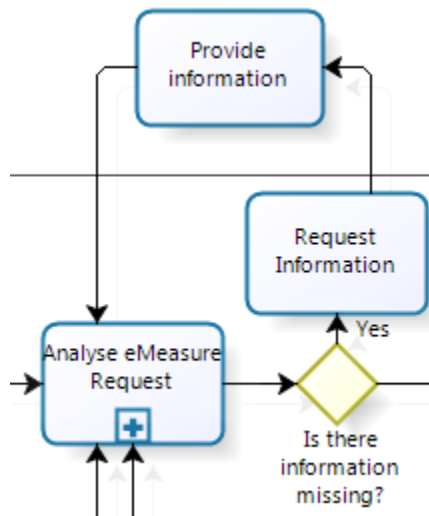 Provide
information
Request
Information
Analyse eMeasure
Request
Yes
Is there
information
missing?